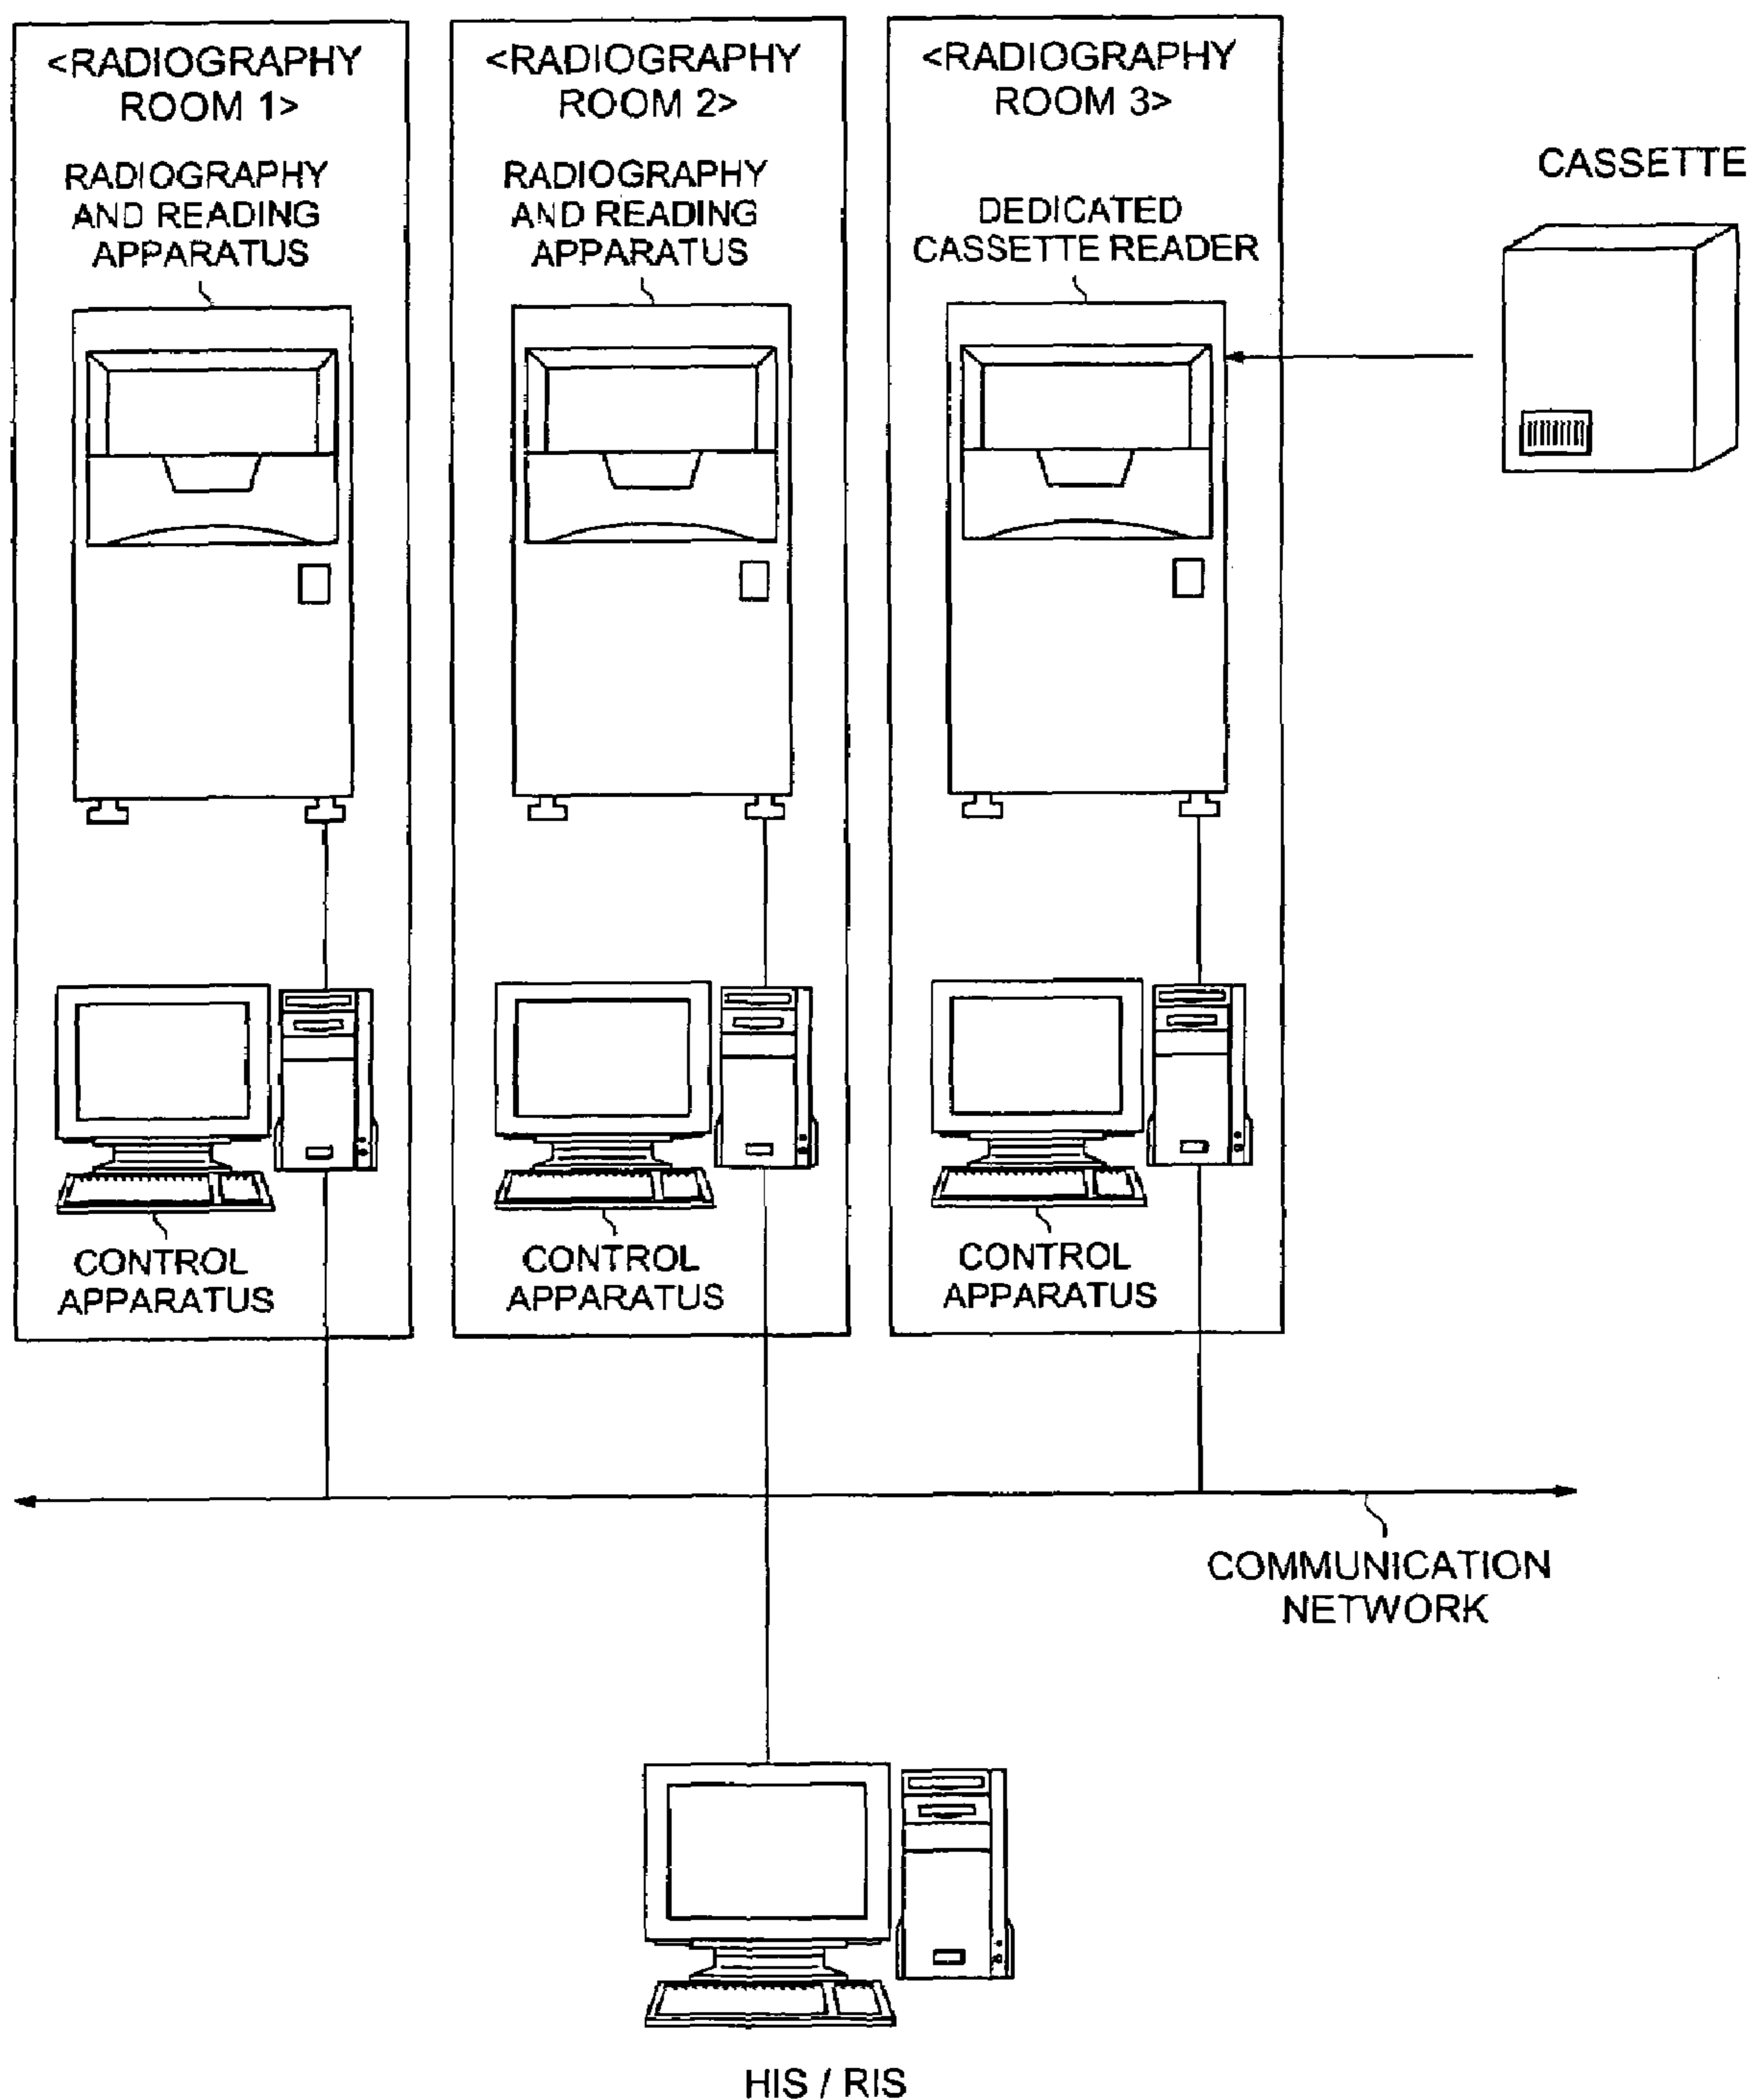 <RADIOGRAPHY
ROOM 1>
RADIOGRAPHY
AND READING
APPARATUS
CONTROL
APPARATUS
<RADIOGRAPHY
ROOM 2>
RADIOGRAPHY
AND READING
APPARATUS
CONTROL
APPARATUS
<RADIOGRAPHY
ROOM 3>
DEDICATED
CASSETTE READER
CONTROL
APPARATUS
CASSETTE
COMMUNICATION
NETWORK
HIS / RIS